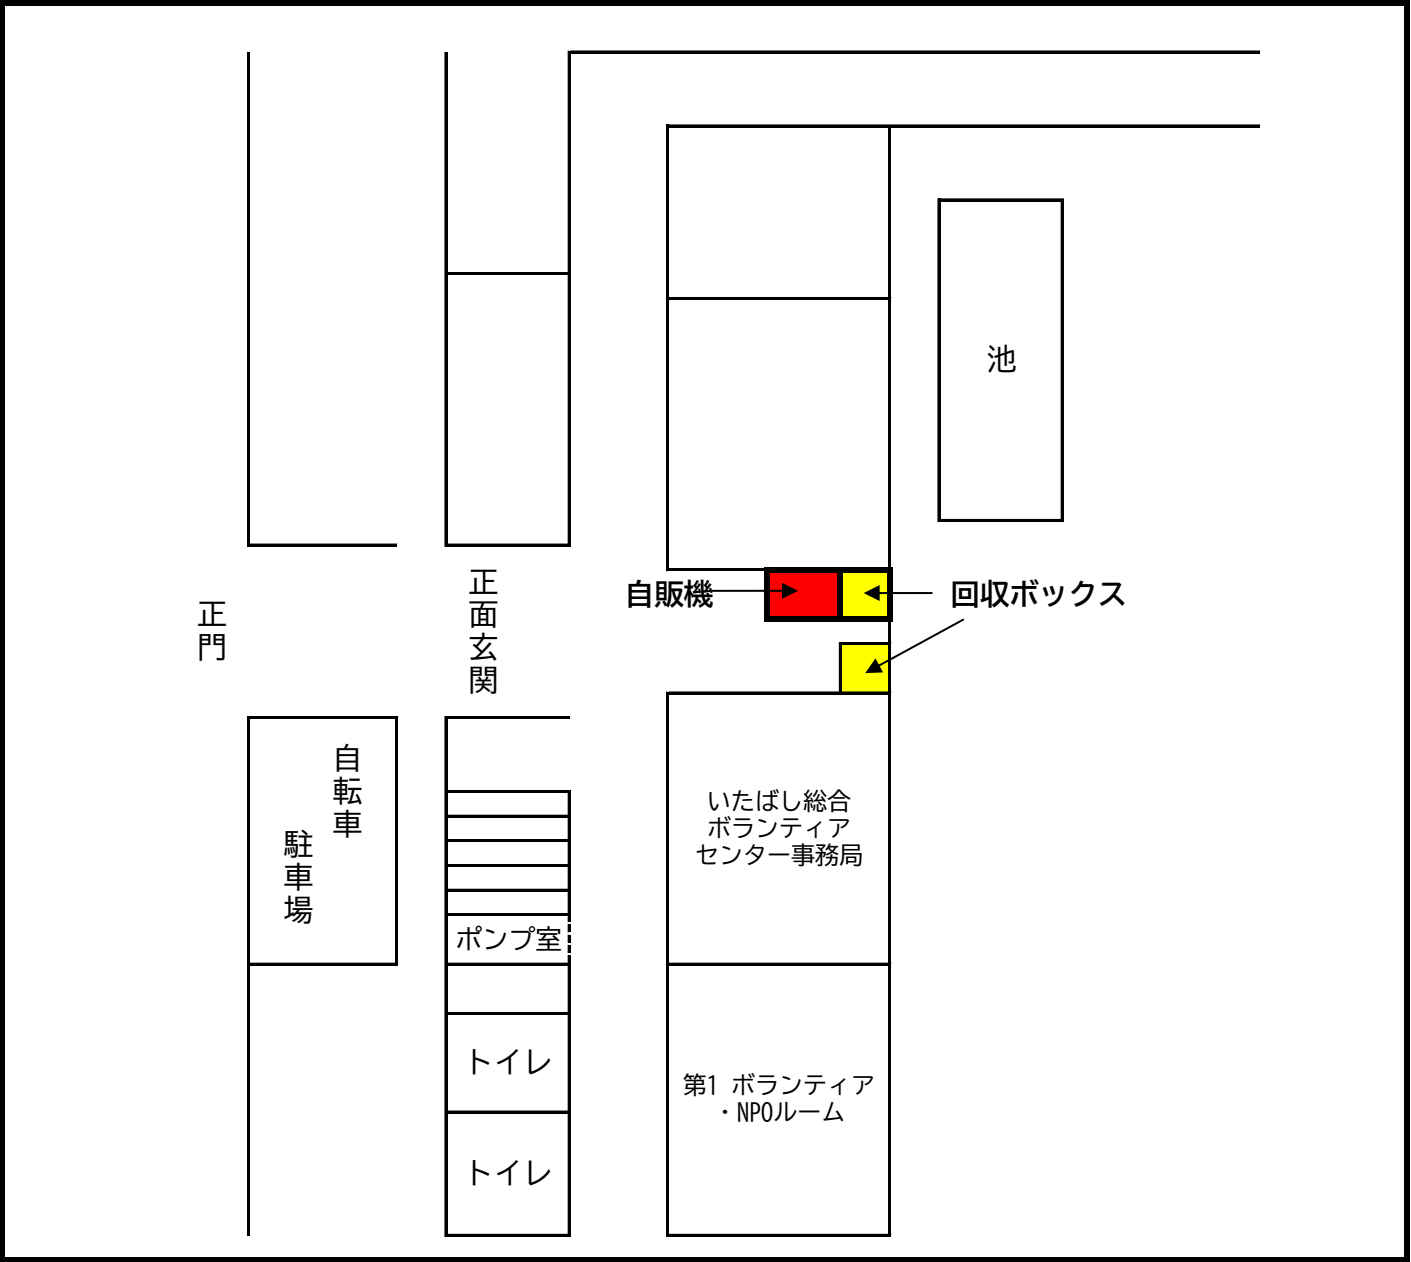 池
自販機
回収ボックス
正門
正面玄関
自転車
駐車場
いたばし総合
ボランティア
センター事務局
ポンプ室
トイレ
第1 ボランティア
・NPOルーム
トイレ